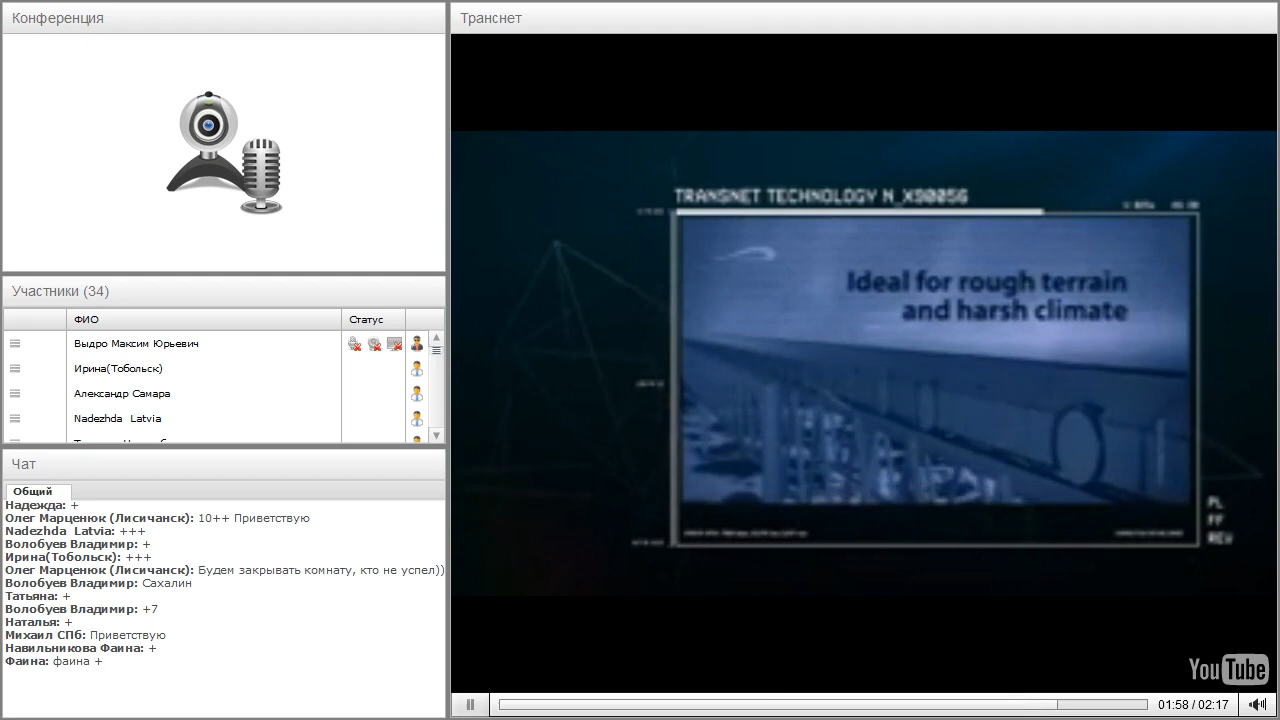 Конференция
Участники (34)
ФИО
Статус
Выдро Максим Юрьевич
Ирина(Тобольск)
Александр Самара
Nadezhda Latvia
Чат
Общий
Надежда: +
Олег Марценюк (Лисичанск): 10++ Приветствую
Nadezhda Latvia: +++
Волобуев Владимир: +
Ирина(Тобольск): +++
Олег Марценюк (Лисичанск): Будем закрывать комнату, кто не успел))
Волобуев Владимир: Сахалин
Татьяна: +
Волобуев Владимир: +7
Наталья: +
Михаил СПб: Приветствую
Навильникова Фаина: +
Фаина: фаина +
Транснет
TRANSNET TECHNOLOGY N_X90056
Ideal for rough terrain
and harsh climate
PL
FF
REV
YouTube
01:58 / 02:17